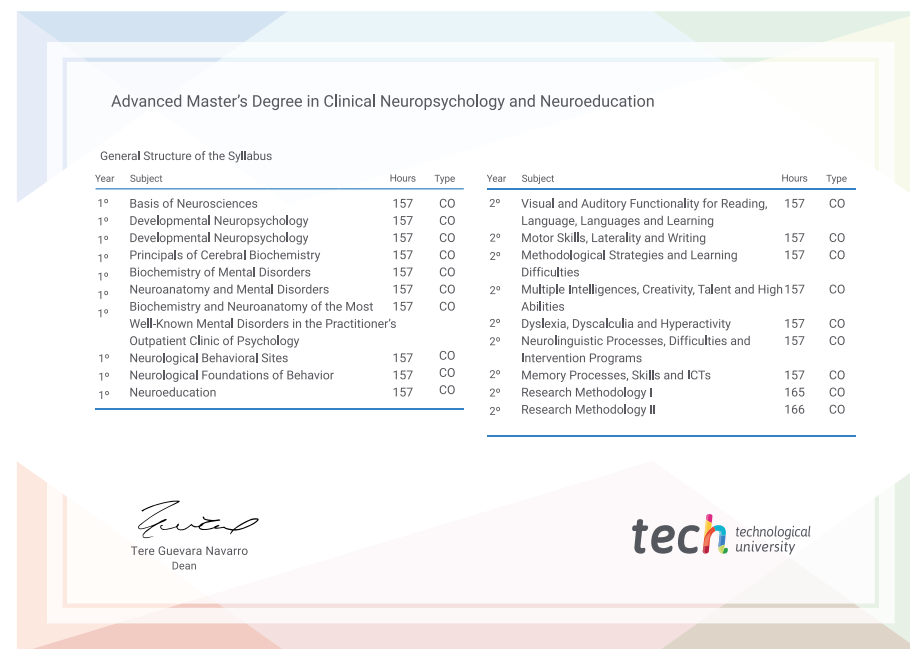 Advanced Master's Degree in Clinical Neuropsychology and Neuroeducation
General Structure of the Syllabus
Year Subject Hours Type
1º Basis of Neurosciences 157 CO
1º Developmental Neuropsychology 157 CO
1º Developmental Neuropsychology 157 CO
1º Principals of Cerebral Biochemistry 157 CO
1º Biochemistry of Mental Disorders 157 CO
1º Neuroanatomy and Mental Disorders 157 CO
1º Biochemistry and Neuroanatomy of the Most 157 CO
Well-Known Mental Disorders in the Practitioner's
Outpatient Clinic of Psychology
1º Neurological Behavioral Sites 157 CO
1º Neurological Foundations of Behavior 157 CO
1º Neuroeducation 157 CO
Year Subject Hours Type
2º Visual and Auditory Functionality for Reading, 157 CO
Language, Languages and Learning
2º Motor Skills, Laterality and Writing 157 CO
2º Methodological Strategies and Learning 157 CO
Difficulties
2º Multiple Intelligences, Creativity, Talent and High 157 CO
Abilities
2º Dyslexia, Dyscalculia and Hyperactivity 157 CO
2º Neurolinguistic Processes, Difficulties and 157 CO
Intervention Programs
2º Memory Processes, Skills and ICTs 157 CO
2º Research Methodology I 165 CO
2º Research Methodology II 166 CO
Tere Guevara Navarro
Dean
tech technological
university